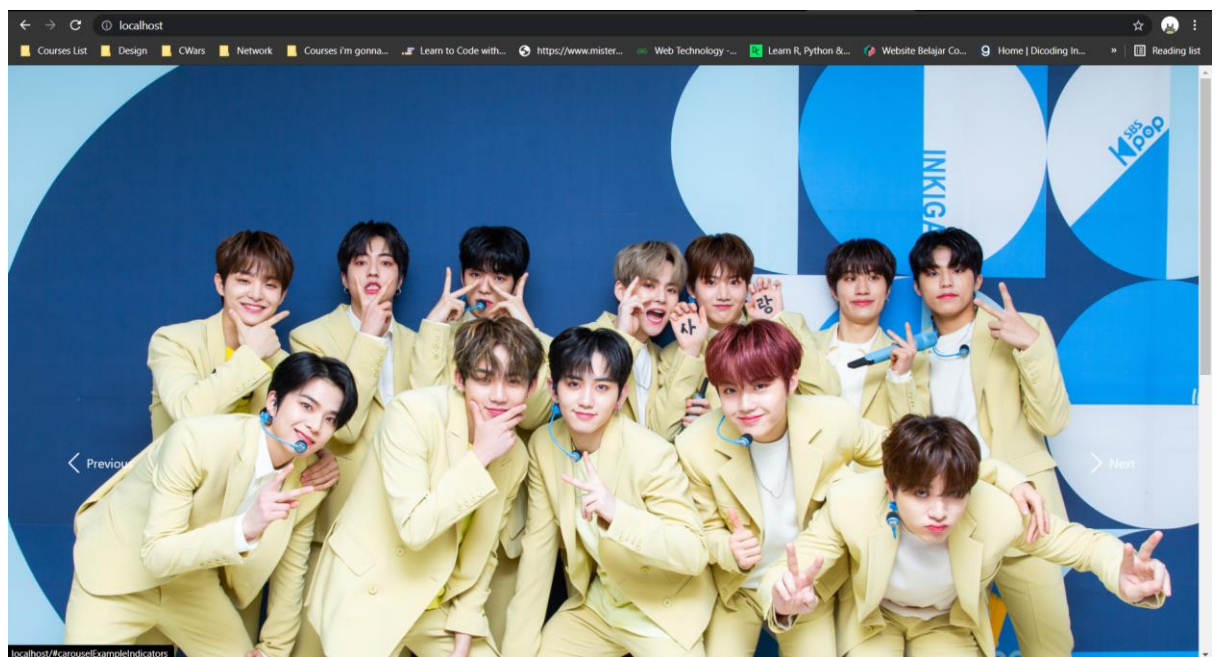 localhost
Courses List Design CWars Network Courses i'm gonna... Learn to Code with... https://www.mister... Web Technology -... Learn R, Python &... Website Belajar Co... Home | Dicoding In... » Reading list
SBS
Kpop
INKIGA
사 랑
Previous Next
localhost/#carouselExampleIndicators